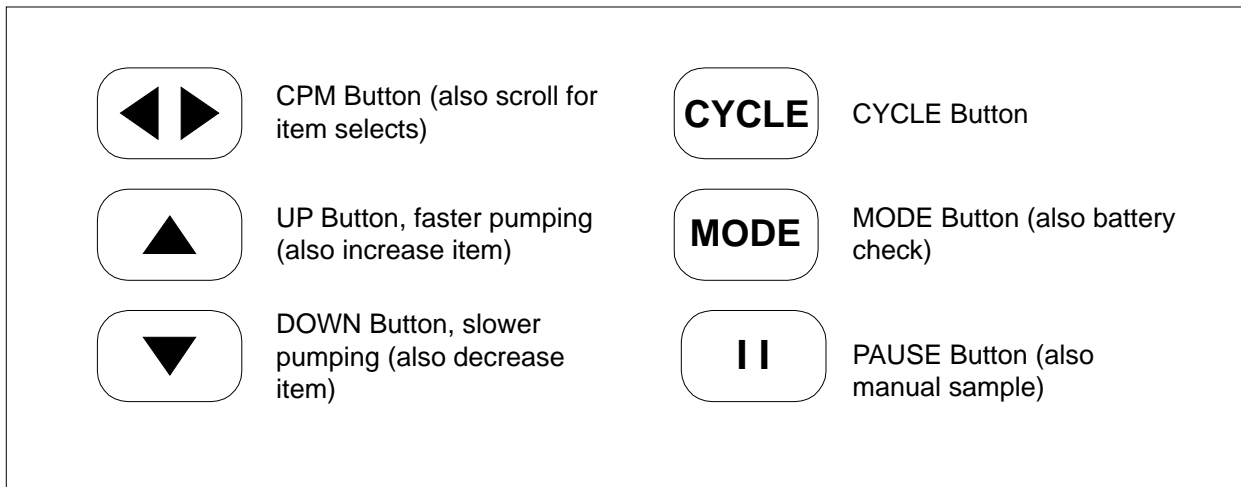 CPM Button (also scroll for
item selects)
UP Button, faster pumping
(also increase item)
DOWN Button, slower
pumping (also decrease
item)
CYCLE
CYCLE Button
MODE
MODE Button (also battery
check)
I I
PAUSE Button (also
manual sample)